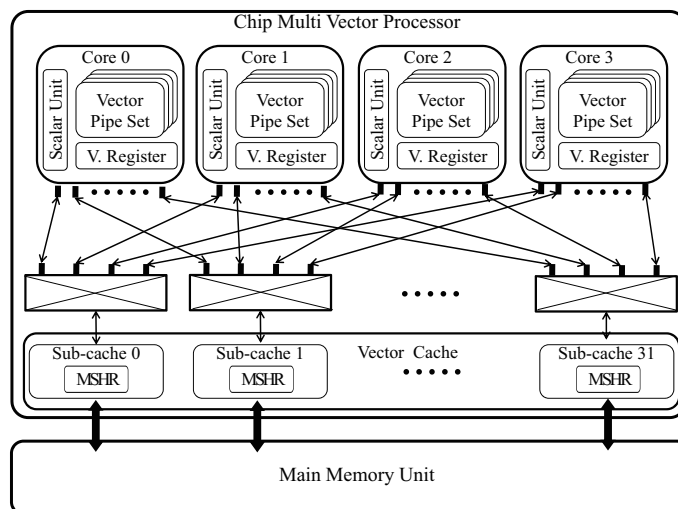 Chip Multi Vector Processor
Core 0
Scalar Unit
Vector
Pipe Set
V. Register
Core 1
Scalar Unit
Vector
Pipe Set
V. Register
Core 2
Scalar Unit
Vector
Pipe Set
V. Register
Core 3
Scalar Unit
Vector
Pipe Set
V. Register
Sub-cache 0
MSHR
Sub-cache 1
MSHR
Vector Cache
Sub-cache 31
MSHR
Main Memory Unit